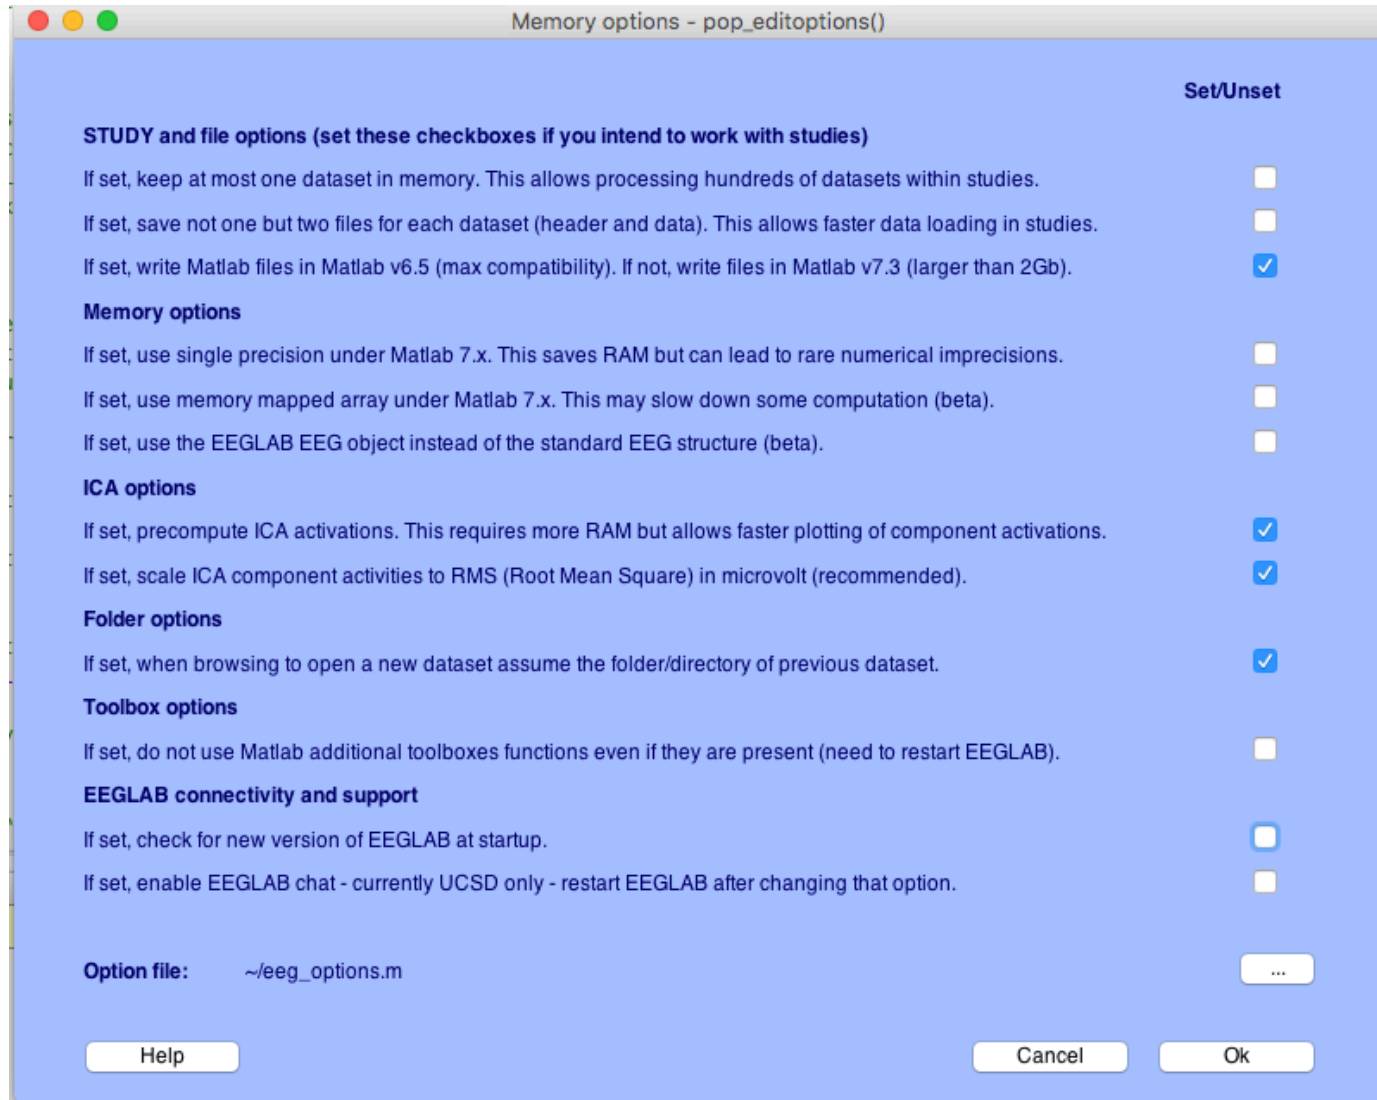 Memory options - pop_editoptions()
Set/Unset
STUDY and file options (set these checkboxes if you intend to work with studies)
If set, keep at most one dataset in memory. This allows processing hundreds of datasets within studies.
If set, save not one but two files for each dataset (header and data). This allows faster data loading in studies.
If set, write Matlab files in Matlab v6.5 (max compatibility). If not, write files in Matlab v7.3 (larger than 2Gb).
Memory options
If set, use single precision under Matlab 7.x. This saves RAM but can lead to rare numerical imprecisions.
If set, use memory mapped array under Matlab 7.x. This may slow down some computation (beta).
If set, use the EEGLAB EEG object instead of the standard EEG structure (beta).
ICA options
If set, precompute ICA activations. This requires more RAM but allows faster plotting of component activations.
If set, scale ICA component activities to RMS (Root Mean Square) in microvolt (recommended).
Folder options
If set, when browsing to open a new dataset assume the folder/directory of previous dataset.
Toolbox options
If set, do not use Matlab additional toolboxes functions even if they are present (need to restart EEGLAB).
EEGLAB connectivity and support
If set, check for new version of EEGLAB at startup.
If set, enable EEGLAB chat - currently UCSD only - restart EEGLAB after changing that option.
Option file: ~/eeg_options.m ...
Help Cancel Ok